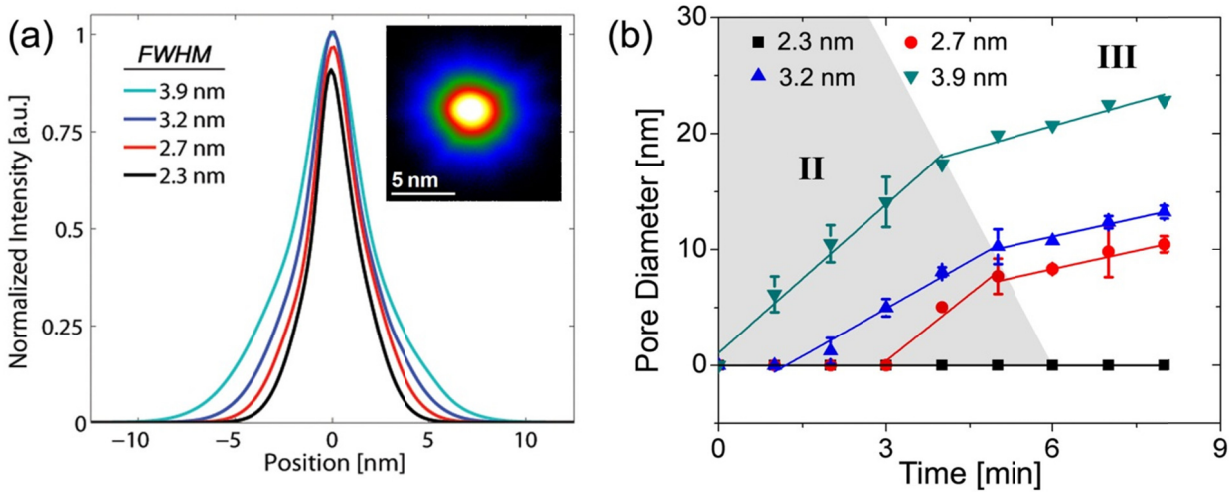 (a)
Normalized Intensity [a.u.]
1
0.75
0.5
0.25
0
FWHM
3.9 nm
3.2 nm
2.7 nm
2.3 nm
5 nm
−10 −5 0 5 10
Position [nm]
(b)
Pore Diameter [nm]
30
20
10
0
2.3 nm 2.7 nm
3.2 nm 3.9 nm
II
III
0 3 6 9
Time [min]